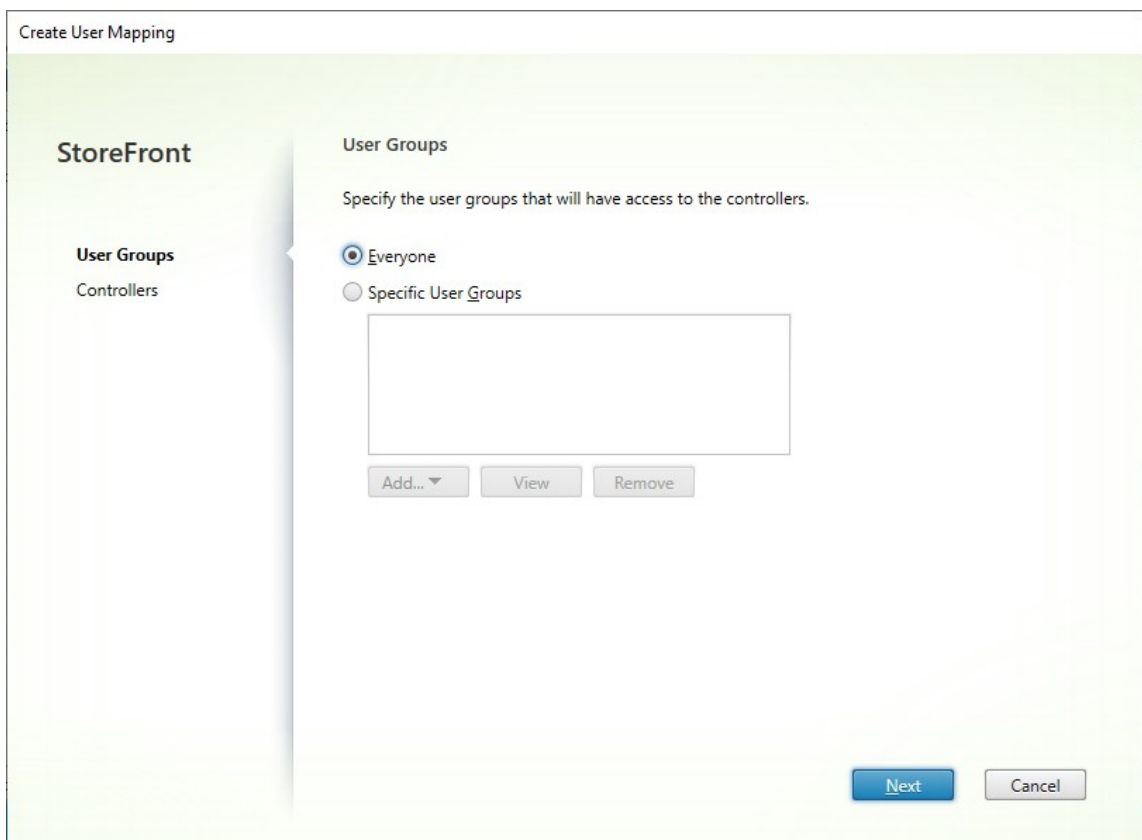 Create User Mapping
StoreFront
User Groups
Controllers
User Groups
Specify the user groups that will have access to the controllers.
Everyone
Specific User Groups
Add...
View
Remove
Next
Cancel